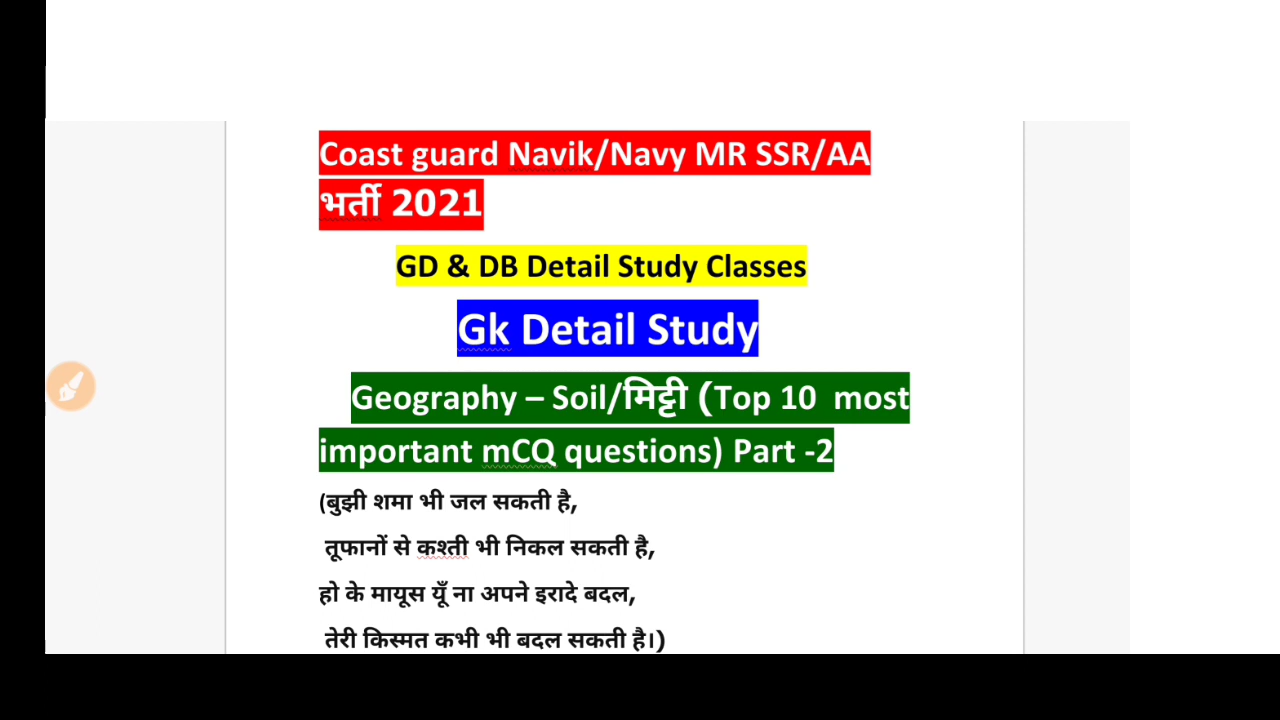 Coast guard Navik/Navy MR SSR/AA
भर्ती 2021
GD & DB Detail Study Classes
Gk Detail Study
Geography – Soil/मिट्टी (Top 10 most
important mCQ questions) Part -2
(बुझी शमा भी जल सकती है,
तूफानों से कश्ती भी निकल सकती है,
हो के मायूस यूँ ना अपने इरादे बदल,
तेरी किस्मत कभी भी बदल सकती है।)